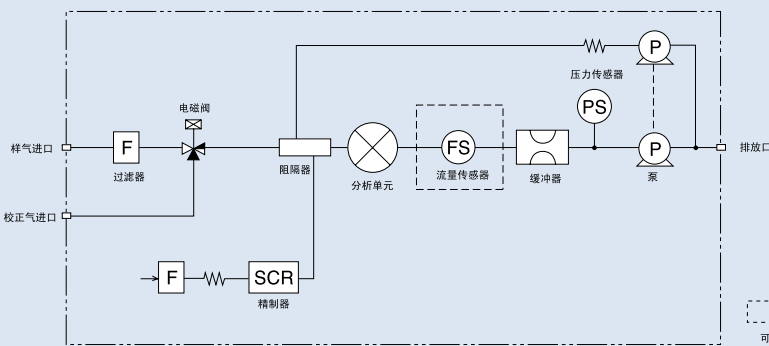 P
压力传感器
电磁阀
PS
样气进口
F
过滤器
阻隔器
分析单元
FS
流量传感器
缓冲器
P
泵
排放口
校正气进口
F
SCR
精制器
可